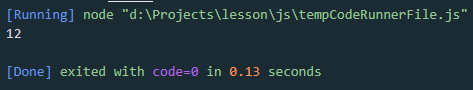 [Running] node "d:\Projects\lesson\js\tempCodeRunnerFile.js"
12
[Done] exited with code=0 in 0.13 seconds